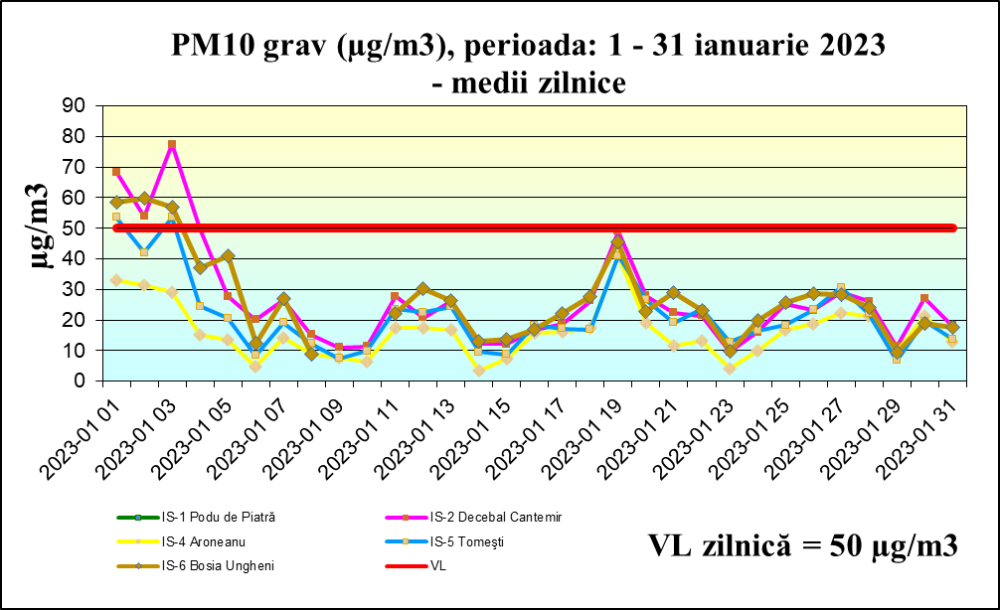 PM10 grav (µg/m3), perioada: 1 - 31 ianuarie 2023
- medii zilnice
µg/m3
90
80
70
60
50
40
30
20
10
0
2023-01 01
2023-01 03
2023-01 05
2023-01 07
2023-01 09
2023-01 11
2023-01 13
2023-01 15
2023-01 17
2023-01 19
2023-01 21
2023-01 23
2023-01 25
2023-01 27
2023-01 29
2023-01 31
IS-1 Podu de Piatră
IS-2 Decebal Cantemir
IS-4 Aroneanu
IS-5 Tomeşti
IS-6 Bosia Ungheni
VL
VL zilnică = 50 µg/m3